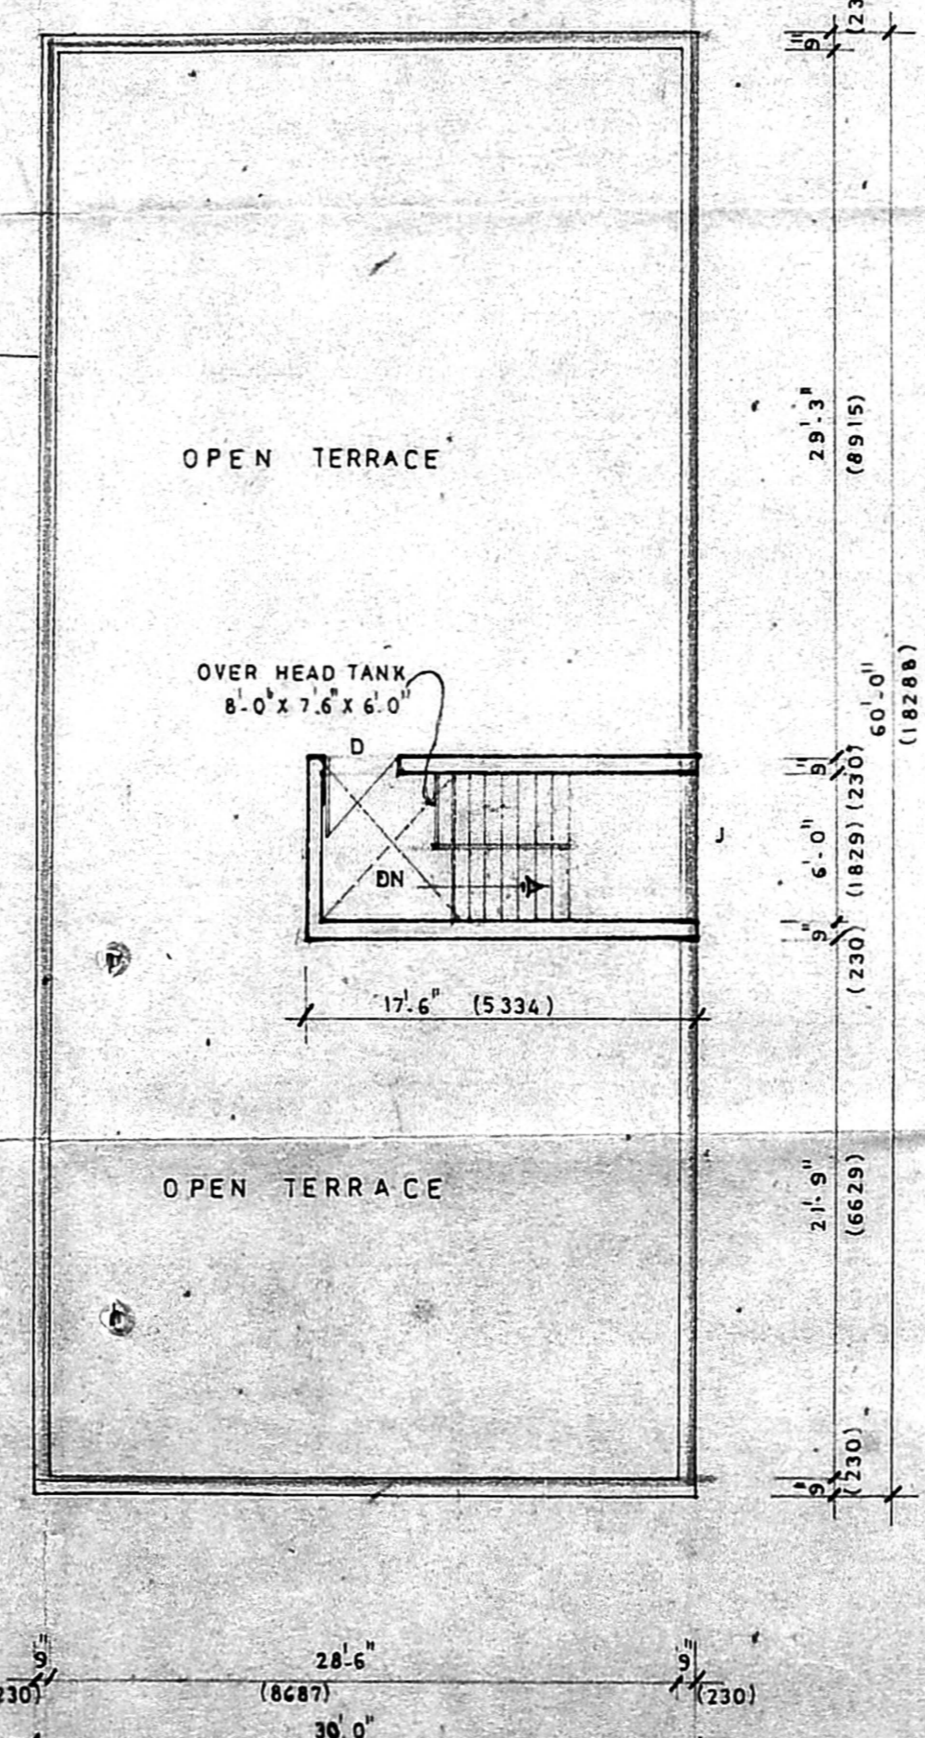 9"
(23
29'-3"
(8915)
OPEN TERRACE
OVER HEAD TANK
8'-0" X 7'.6" X 6'.0"
60'-0"
(18288)
D
9"
(230)
J
6'-0"
(1829)
DN
9"
(230)
17'-6" (5334)
OPEN TERRACE
21'-9"
(6629)
9"
(230)
9" 28'-6" 9"
230) (8687) (230)
30'.0"